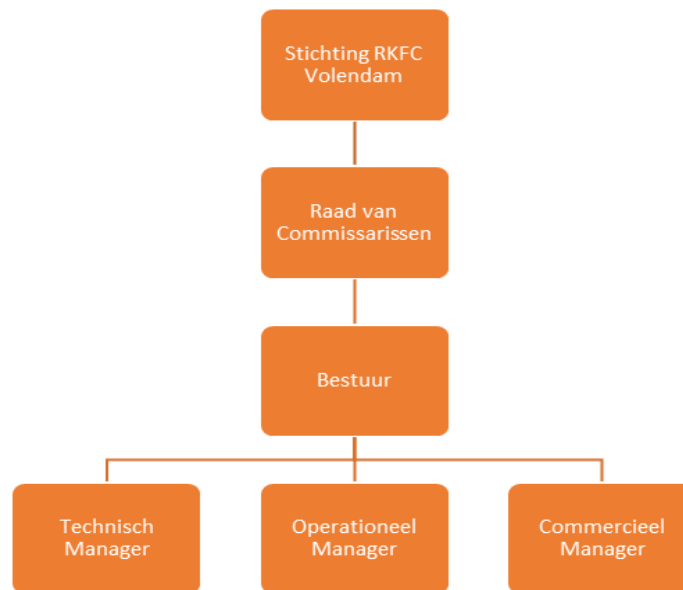 Stichting RKFC
Volendam
Raad van
Commissarissen
Bestuur
Technisch
Manager
Operationeel
Manager
Commercieel
Manager